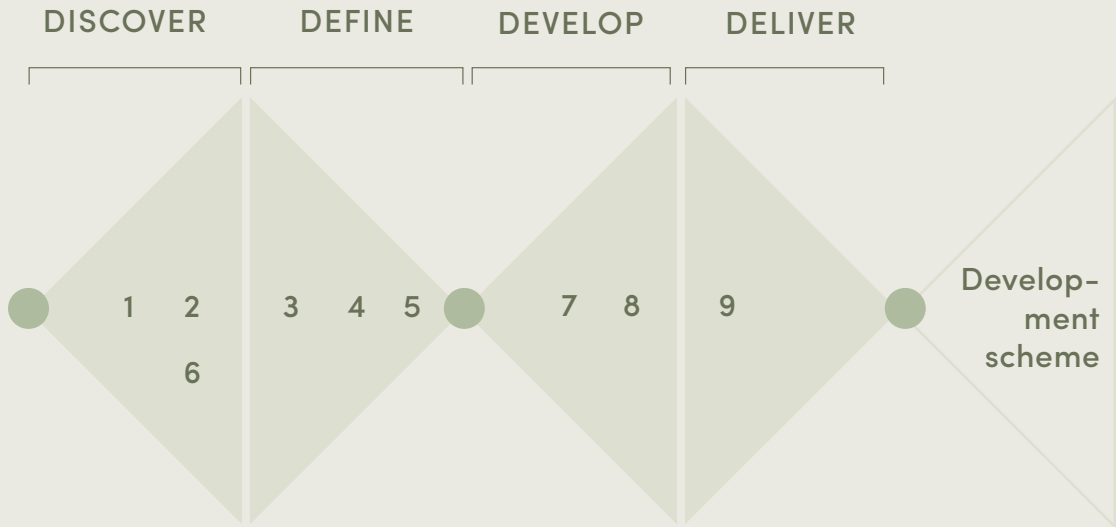 DISCOVER DEFINE DEVELOP DELIVER
1 2 3 4 5 7 8 9
6
Develop-
ment
scheme